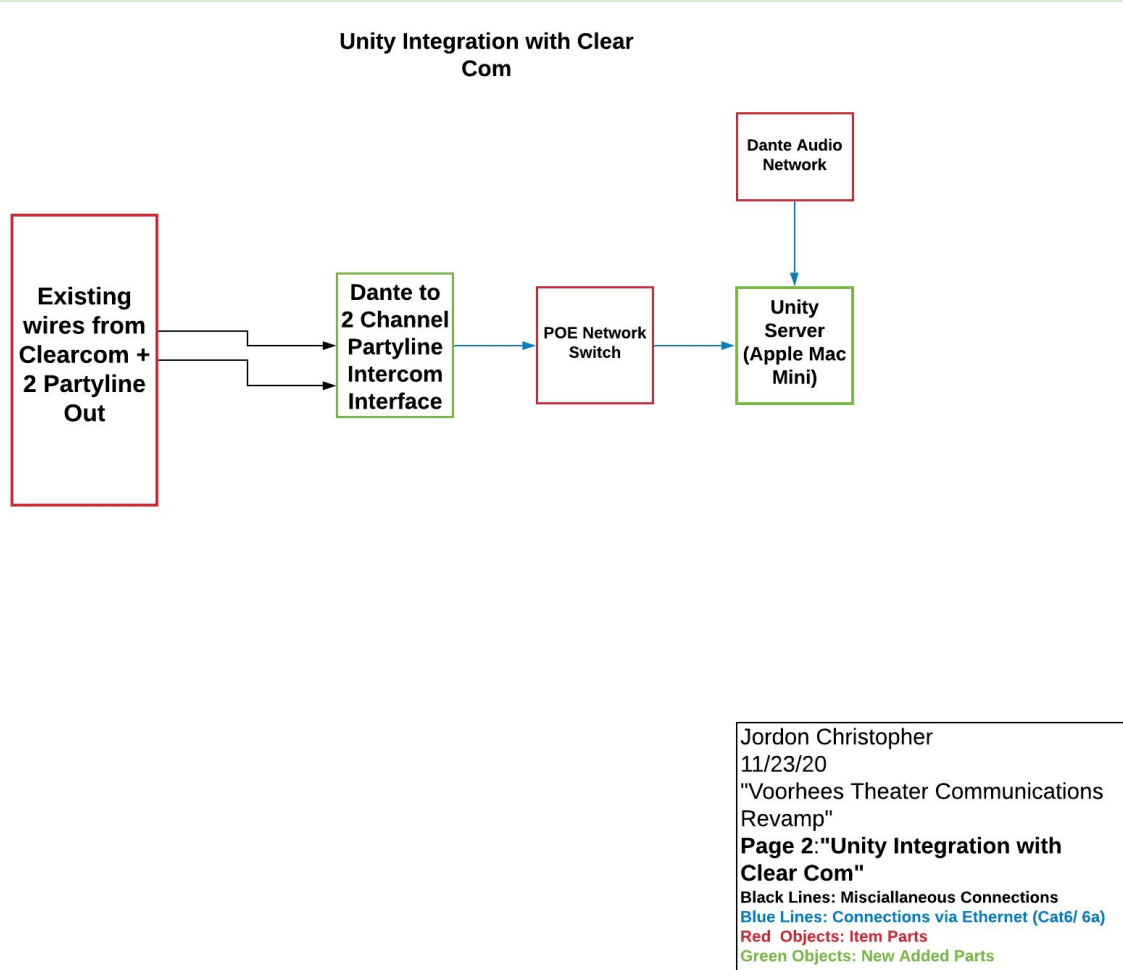 Unity Integration with Clear
Com
Dante Audio
Network
Existing
wires from
Clearcom +
2 Partyline
Out
Dante to
2 Channel
Partyline
Intercom
Interface
POE Network
Switch
Unity
Server
(Apple Mac
Mini)
Jordon Christopher
11/23/20
"Voorhees Theater Communications
Revamp"
Page 2:"Unity Integration with
Clear Com"
Black Lines: Misciallaneous Connections
Blue Lines: Connections via Ethernet (Cat6/ 6a)
Red  Objects: Item Parts
Green Objects: New Added Parts